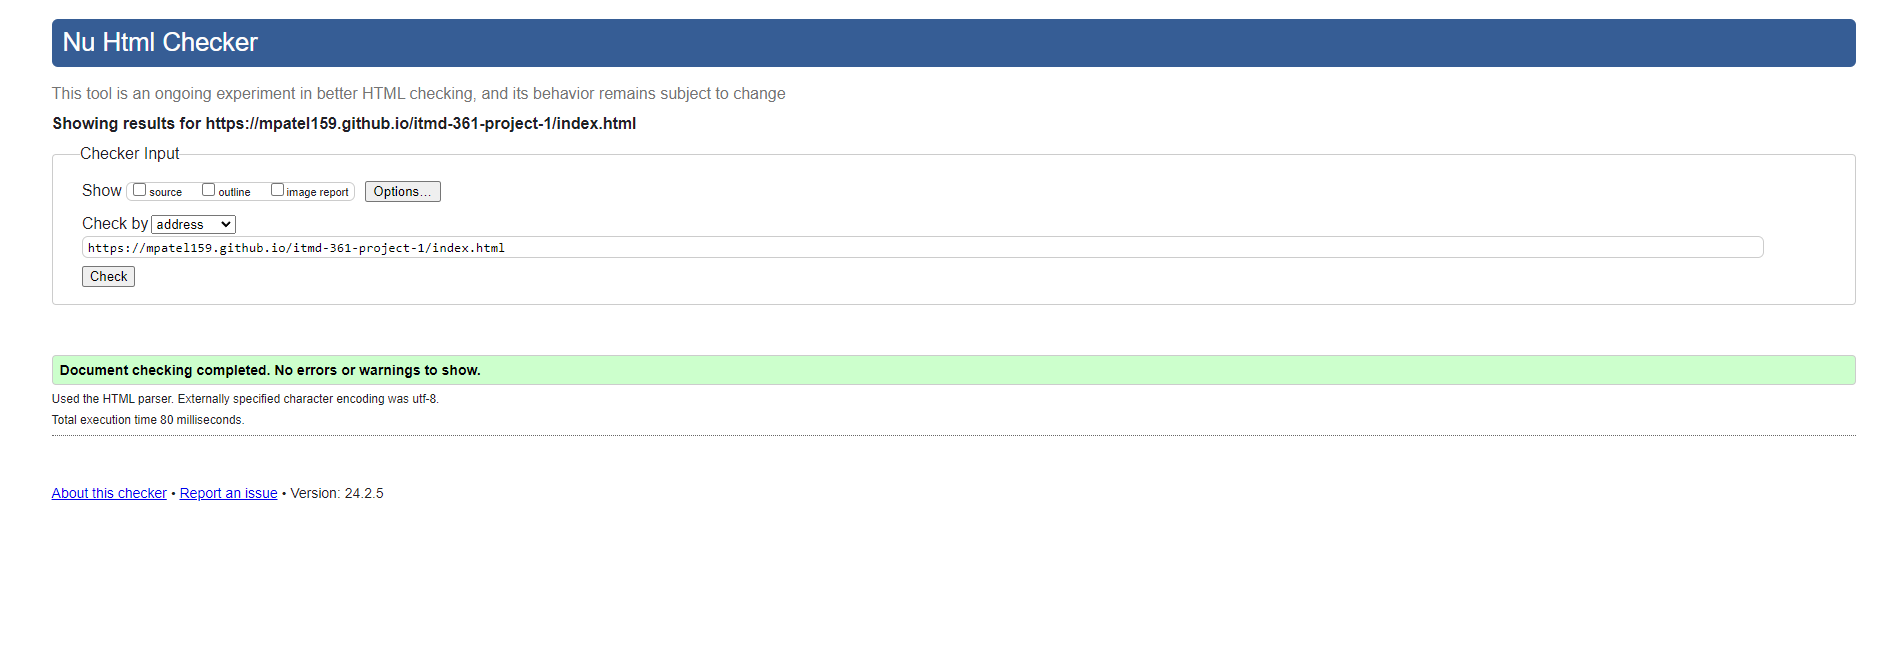 Nu Html Checker
This tool is an ongoing experiment in better HTML checking, and its behavior remains subject to change
Showing results for https://mpatel159.github.io/itmd-361-project-1/index.html
Checker Input
Show source outline image report Options...
Check by address
https://mpatel159.github.io/itmd-361-project-1/index.html
Check
Document checking completed. No errors or warnings to show.
Used the HTML parser. Externally specified character encoding was utf-8.
Total execution time 80 milliseconds.
About this checker • Report an issue • Version: 24.2.5